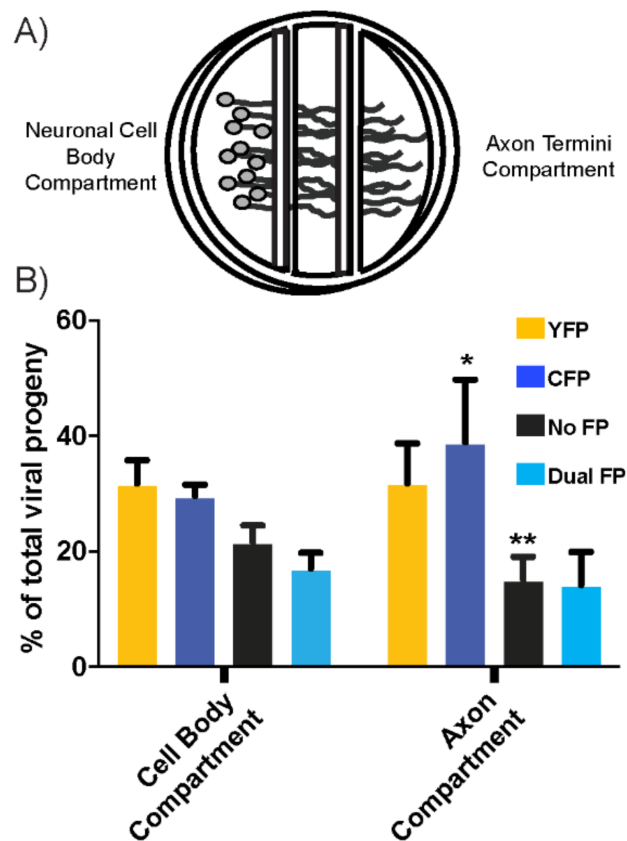 A)
Neuronal Cell
Body
Compartment
Axon Termini
Compartment
B)
% of total viral progeny
60
40
20
0
*
**
YFP
CFP
No FP
Dual FP
Cell Body
Compartment
Axon
Compartment